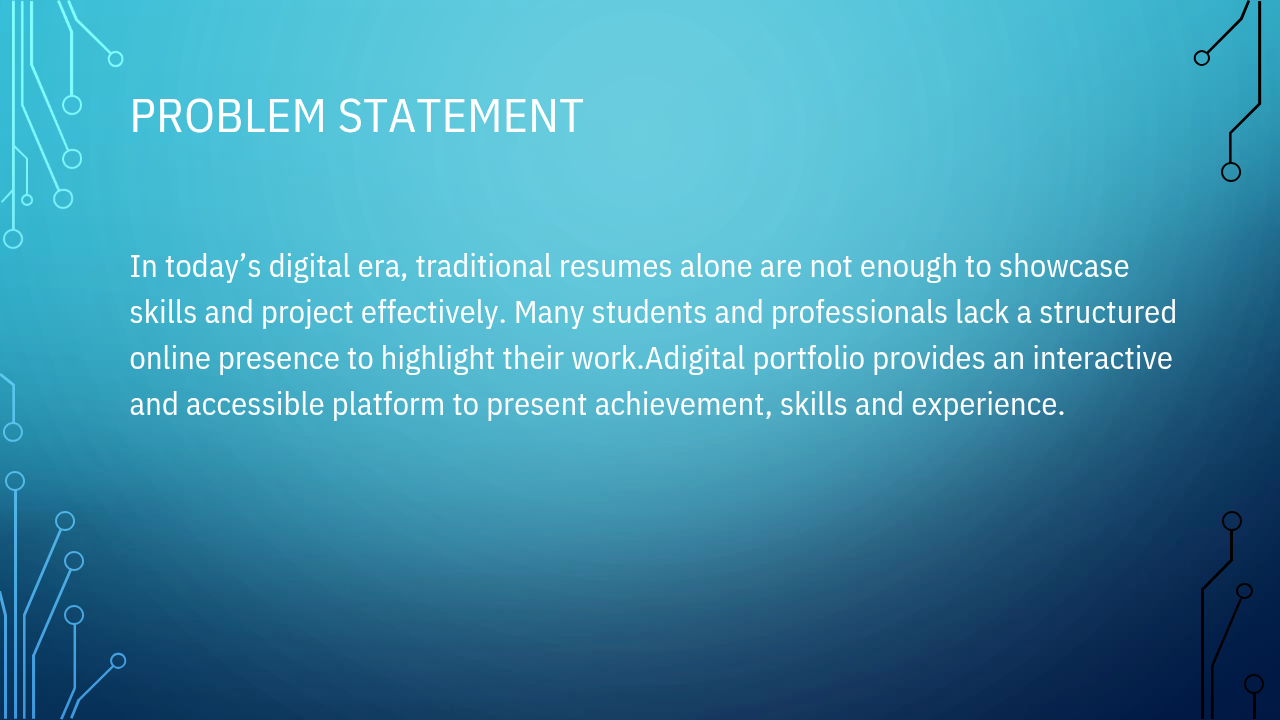 PROBLEM STATEMENT
In today’s digital era, traditional resumes alone are not enough to showcase
skills and project effectively. Many students and professionals lack a structured
online presence to highlight their work.Adigital portfolio provides an interactive
and accessible platform to present achievement, skills and experience.